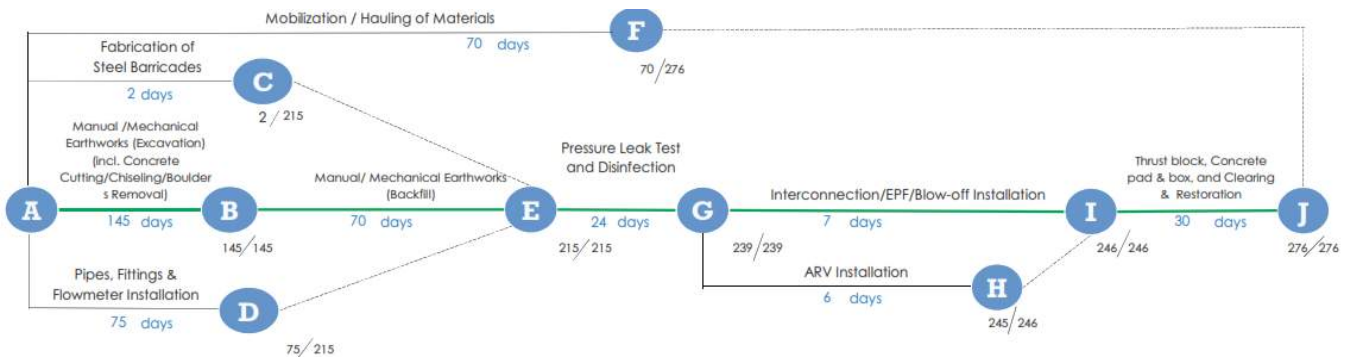 Mobilization / Hauling of Materials
F
70 days
70/276
Fabrication of
Steel Barricades
C
2 days
2/215
Manual /Mechanical
Earthworks (Excavation)
(incl. Concrete
Cutting/Chiseling/Boulder
s Removal)
A
145 days
B
145/145
Manual/ Mechanical Earthworks
(Backfill)
70 days
E
215/215
Pressure Leak Test
and Disinfection
24 days
G
239/239
Interconnection/EPF/Blow-off Installation
7 days
I
246/246
Thrust block, Concrete
pad & box, and Clearing
& Restoration
30 days
J
276/276
Pipes, Fittings &
Flowmeter Installation
D
75 days
75/215
ARV Installation
6 days
H
245/246